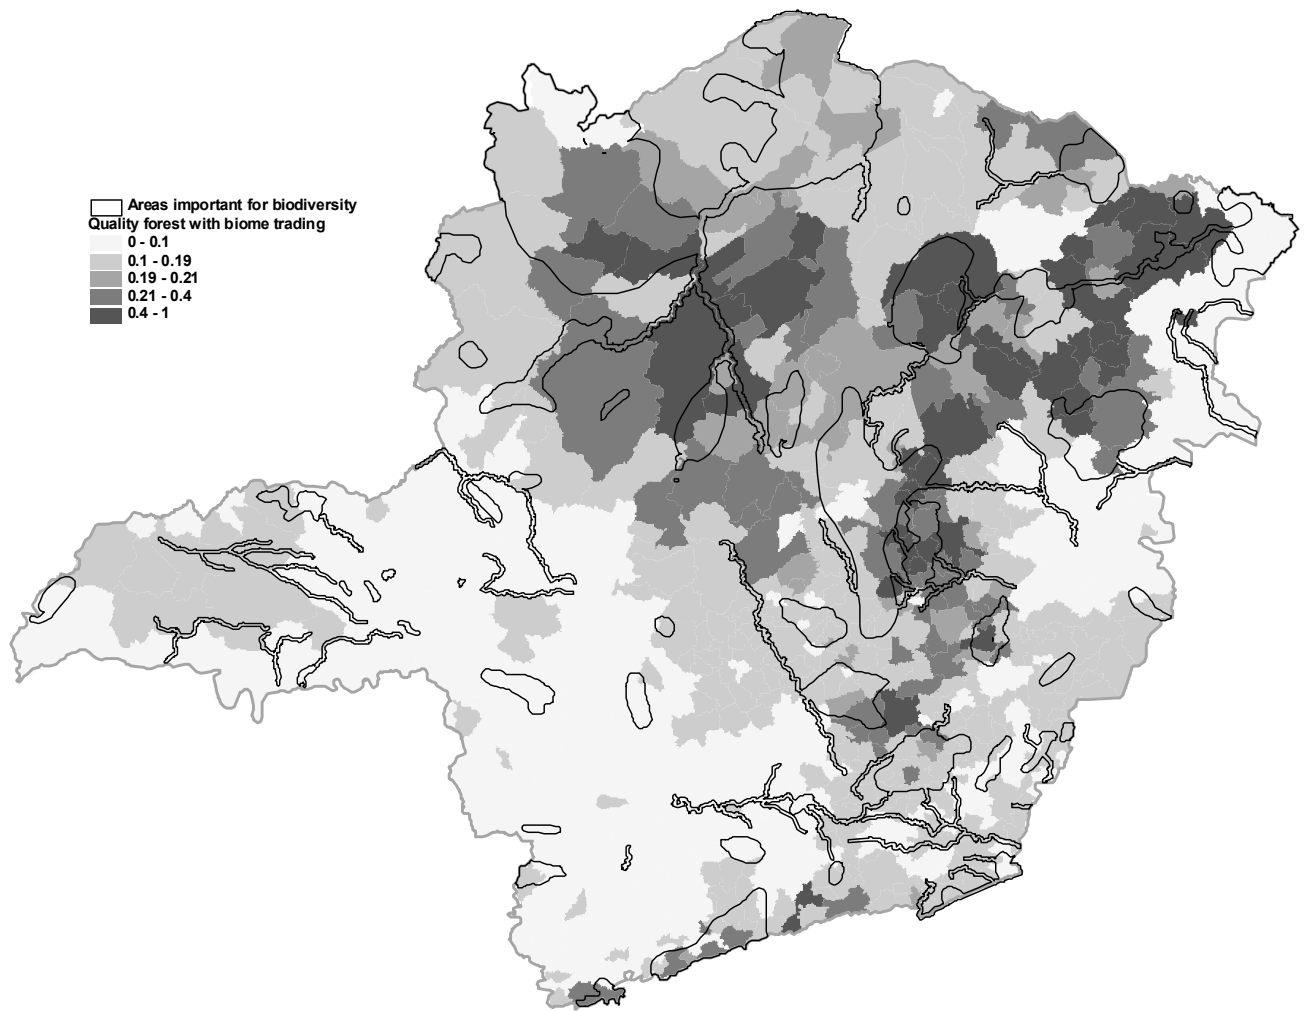 Areas important for biodiversity
Quality forest with biome trading
0 - 0.1
0.1 - 0.19
0.19 - 0.21
0.21 - 0.4
0.4 - 1